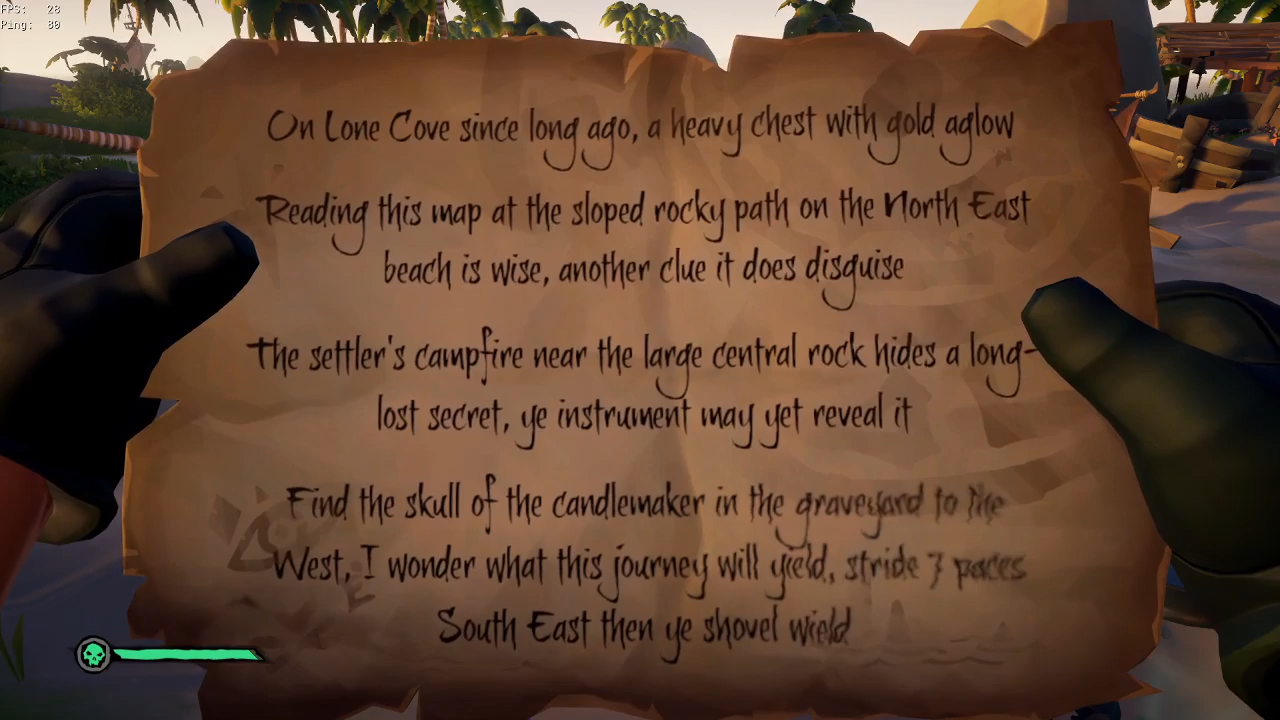 FPS: 28
Ping: 80
On Lone Cove since long ago, a heavy chest with gold aglow
Reading this map at the sloped rocky path on the North East
beach is wise, another clue it does disguise
The settler's campfire near the large central rock hides a long-
lost secret, ye instrument may yet reveal it
Find the skull of the candlemaker in the graveyard to the
West, I wonder what this journey will yield, stride 7 paces
South East then ye shovel wield